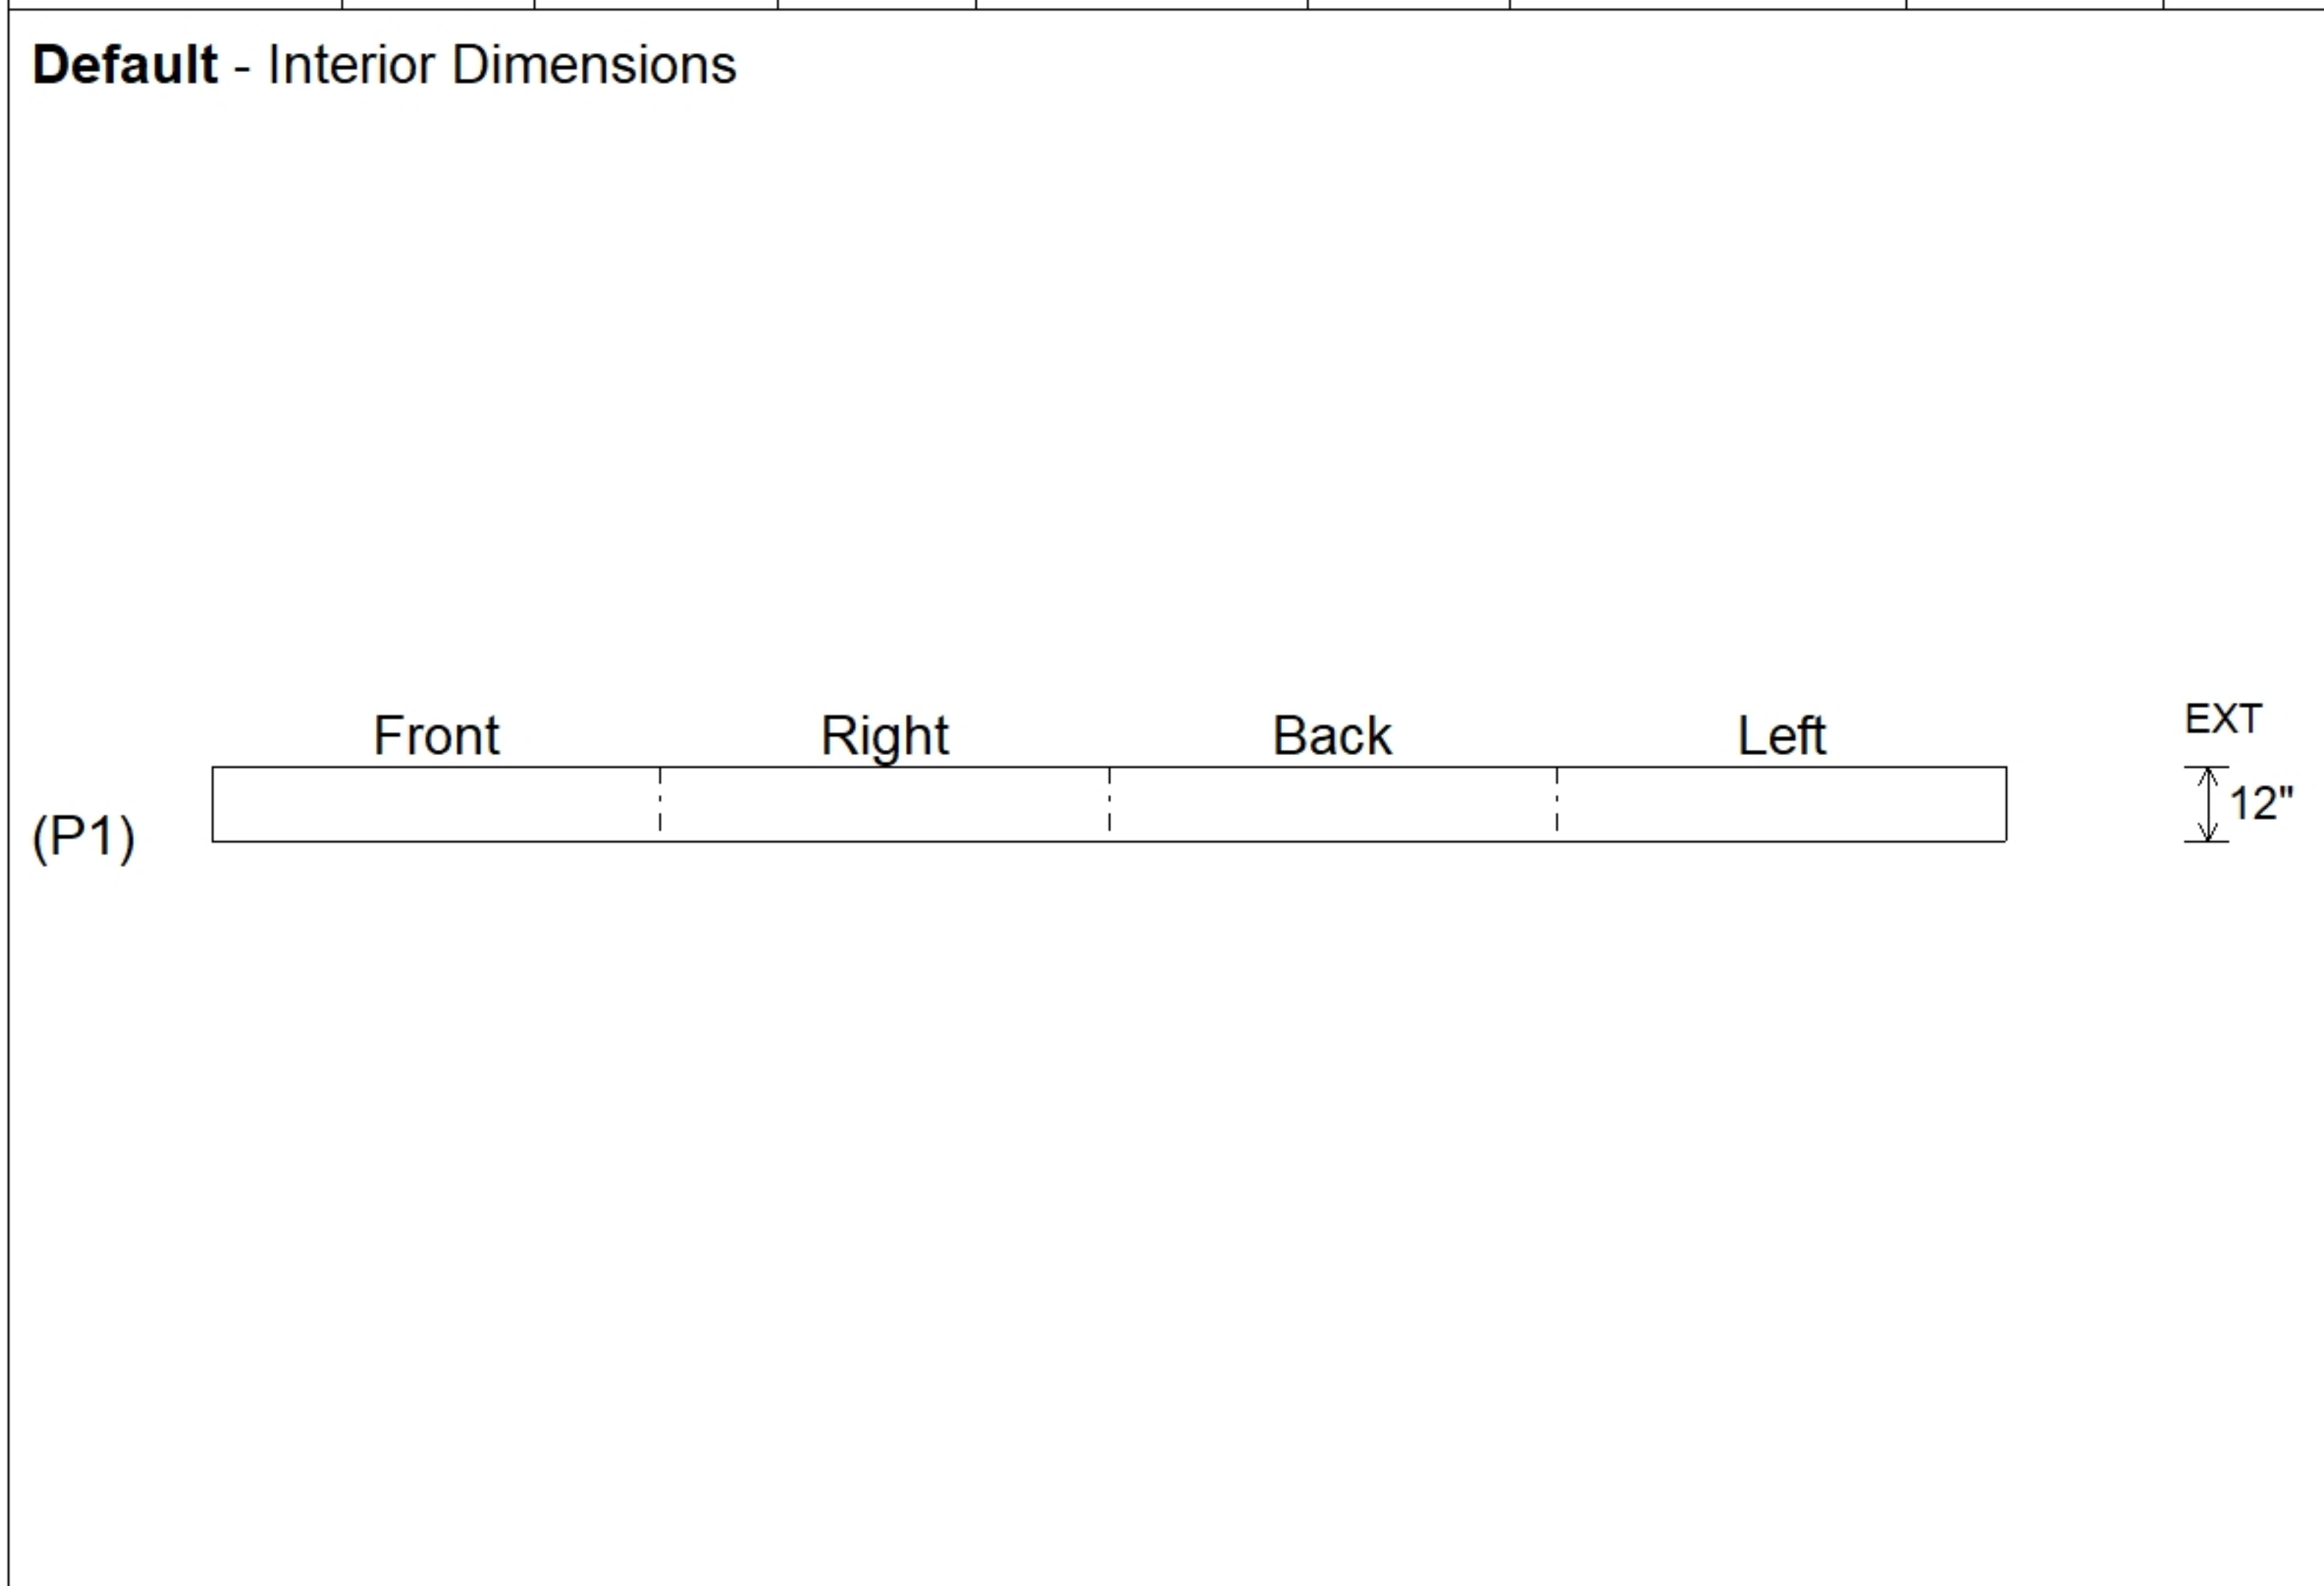 Default - Interior Dimensions
Front Right Back Left EXT
(P1) 12"